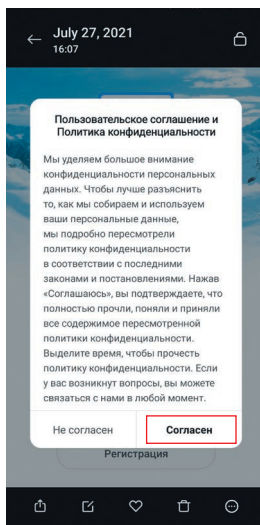 July 27, 2021
16:07
Пользовательское соглашение и
Политика конфиденциальности
Мы уделяем большое внимание
конфиденциальности персональных
данных. Чтобы лучше разъяснить
то, как мы собираем и используем
ваши персональные данные,
мы подробно пересмотрели
политику конфиденциальности
в соответствии с последними
законами и постановлениями. Нажав
«Соглашаюсь», вы подтверждаете, что
полностью прочли, поняли и приняли
все содержимое пересмотренной
политики конфиденциальности.
Выделите время, чтобы прочесть
политику конфиденциальности. Если
у вас возникнут вопросы, вы можете
связаться с нами в любой момент.
Не согласен
Согласен
Регистрация